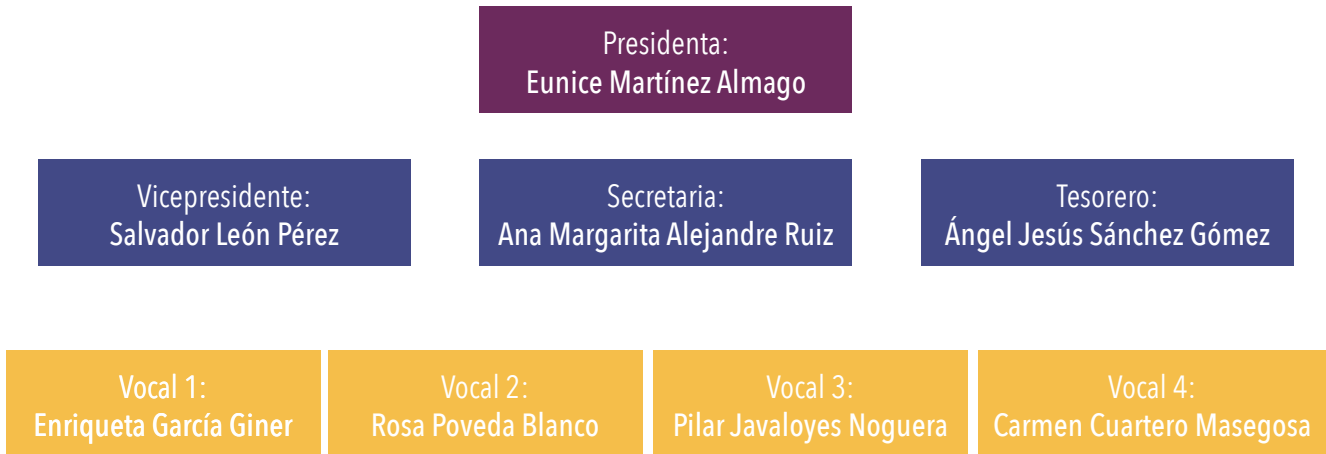 Presidenta:
Eunice Martínez Almago
Vicepresidente:
Salvador León Pérez
Secretaria:
Ana Margarita Alejandre Ruiz
Tesorero:
Ángel Jesús Sánchez Gómez
Vocal 1:
Enriqueta García Giner
Vocal 2:
Rosa Poveda Blanco
Vocal 3:
Pilar Javaloyes Noguera
Vocal 4:
Carmen Cuartero Masegosa